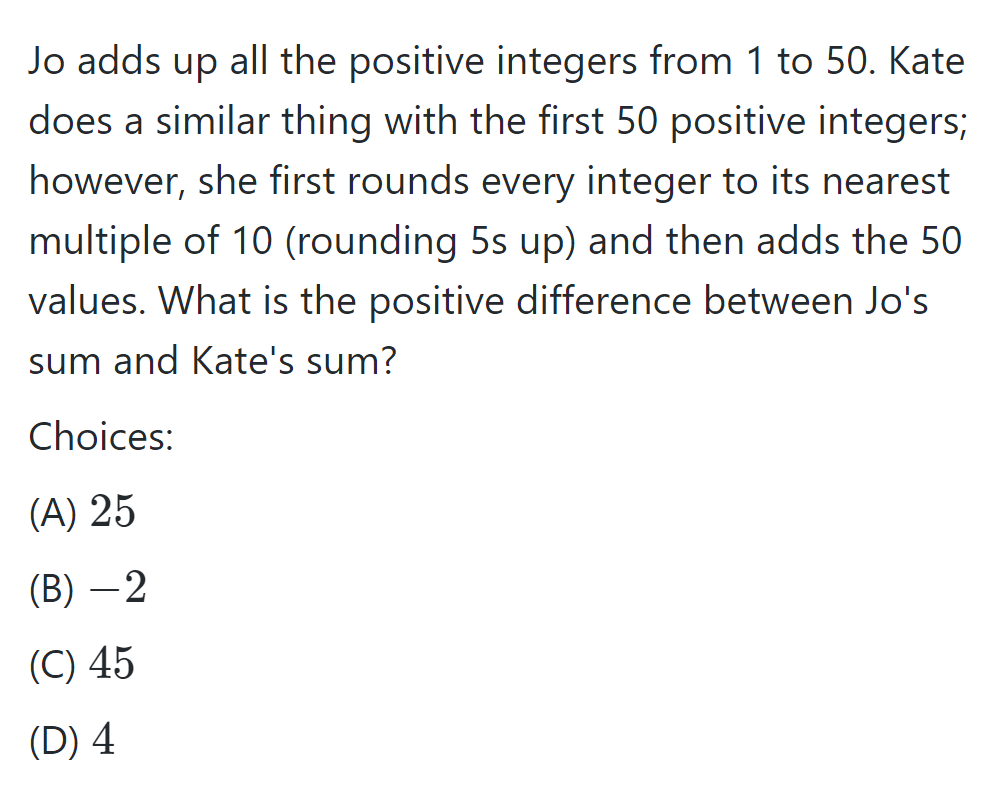 Jo adds up all the positive integers from 1 to 50. Kate
does a similar thing with the first 50 positive integers;
however, she first rounds every integer to its nearest
multiple of 10 (rounding 5s up) and then adds the 50
values. What is the positive difference between Jo's
sum and Kate's sum?
Choices:
(A) 25
(B) −2
(C) 45
(D) 4